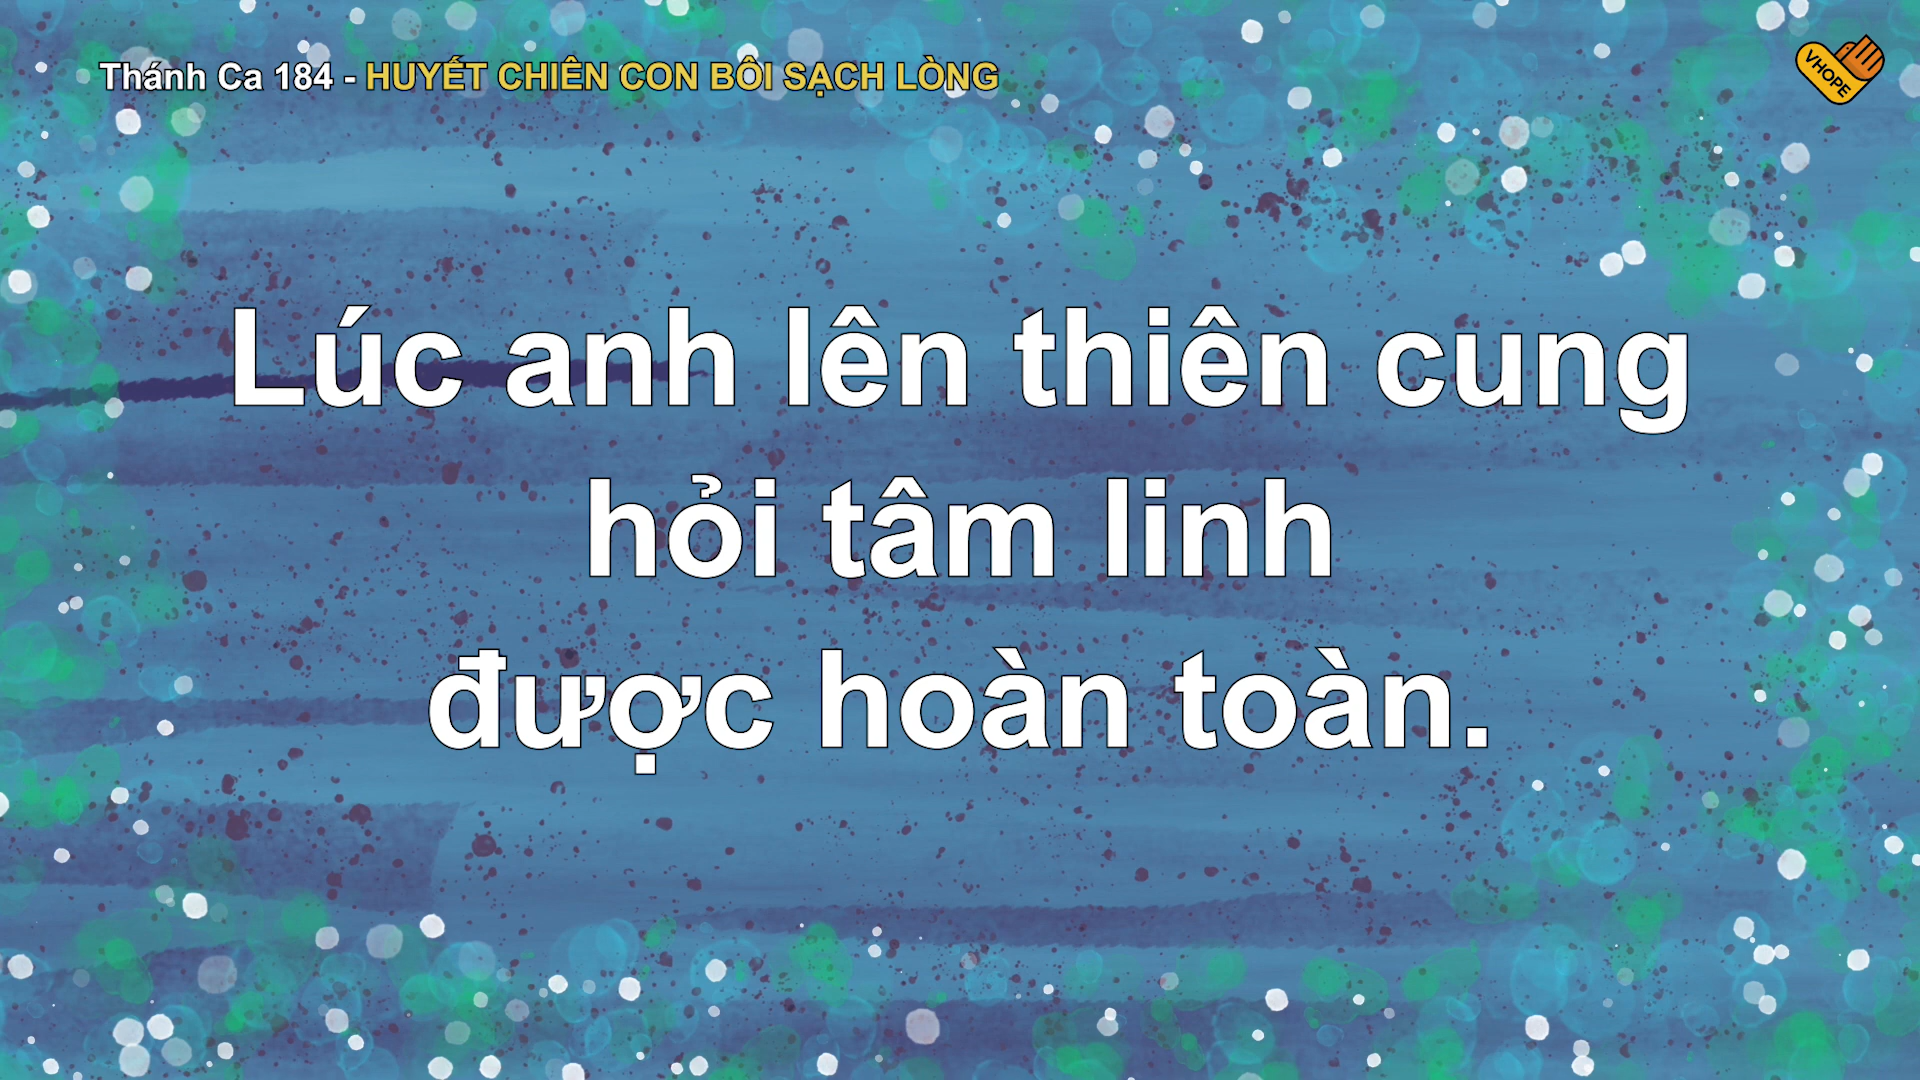 Thánh Ca 184 - HUYẾT CHIÊN CON BÔI SẠCH LÒNG
VHOPE
Lúc anh lên thiên cung
hỏi tâm linh
được hoàn toàn.